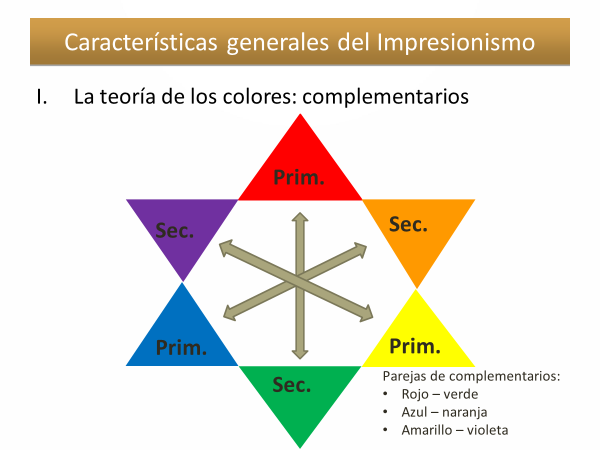 Características generales del Impresionismo
I. La teoría de los colores: complementarios
Prim.
Sec.
Sec.
Prim.
Prim.
Sec.
Parejas de complementarios:
• Rojo – verde
• Azul – naranja
• Amarillo – violeta